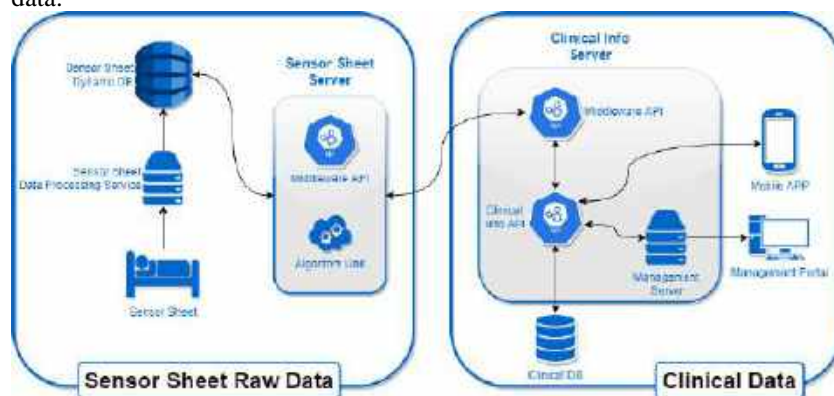 data.
Sensor Sheet
Dynamo DB
Sensor Sheet
Data Processing Service
Sensor Sheet
Sensor Sheet
Server
Middleware API
Algorithm Unit
Sensor Sheet Raw Data
Clinical Info
Server
Middleware API
Clinical
Info API
Mobile APP
Management
Server
Management Portal
Clinical DB
Clinical Data